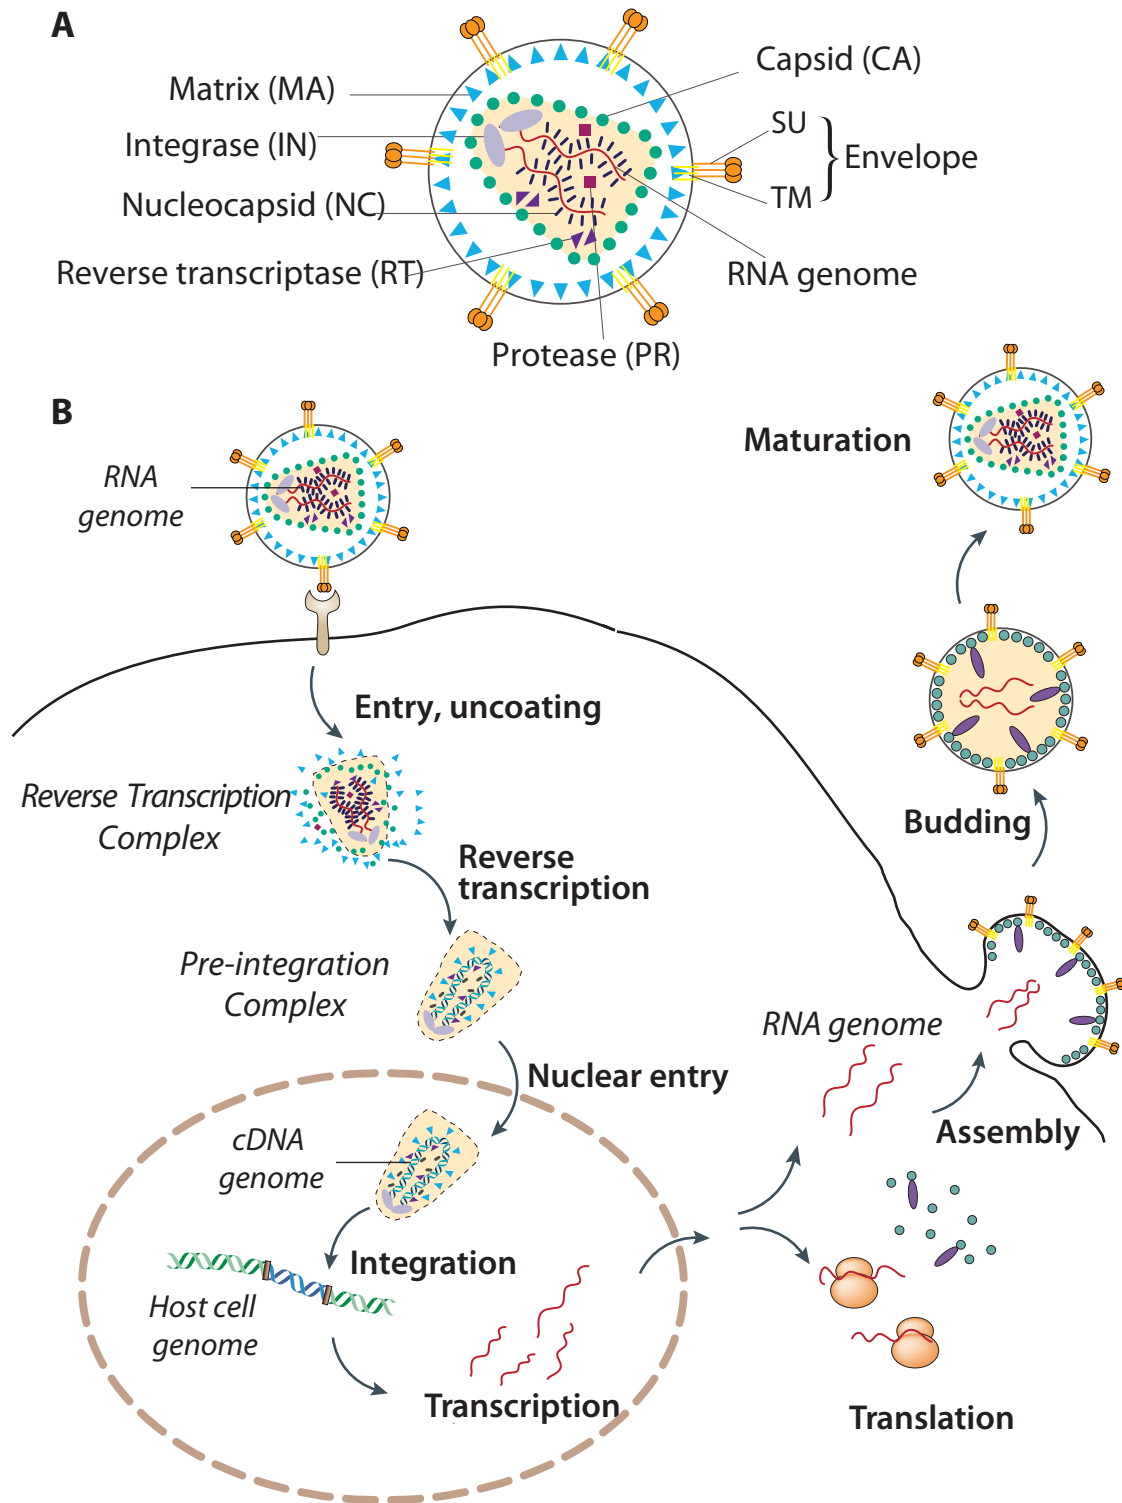 A
Matrix (MA)
Capsid (CA)
Integrase (IN)
SU
Envelope
TM
Nucleocapsid (NC)
Reverse transcriptase (RT)
RNA genome
Protease (PR)
B
RNA
genome
Maturation
Entry, uncoating
Reverse Transcription
Complex
Budding
Reverse
transcription
Pre-integration
Complex
RNA genome
Nuclear entry
Assembly
cDNA
genome
Integration
Host cell
genome
Transcription
Translation